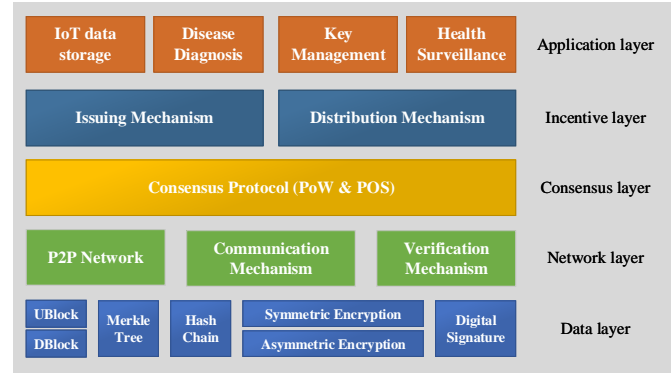 IoT data
storage
Disease
Diagnosis
Key
Management
Health
Surveillance
Application layer
Issuing Mechanism
Distribution Mechanism
Incentive layer
Consensus Protocol (PoW & POS)
Consensus layer
P2P Network
Communication
Mechanism
Verification
Mechanism
Network layer
UBlock
DBlock
Merkle
Tree
Hash
Chain
Symmetric Encryption
Asymmetric Encryption
Digital
Signature
Data layer